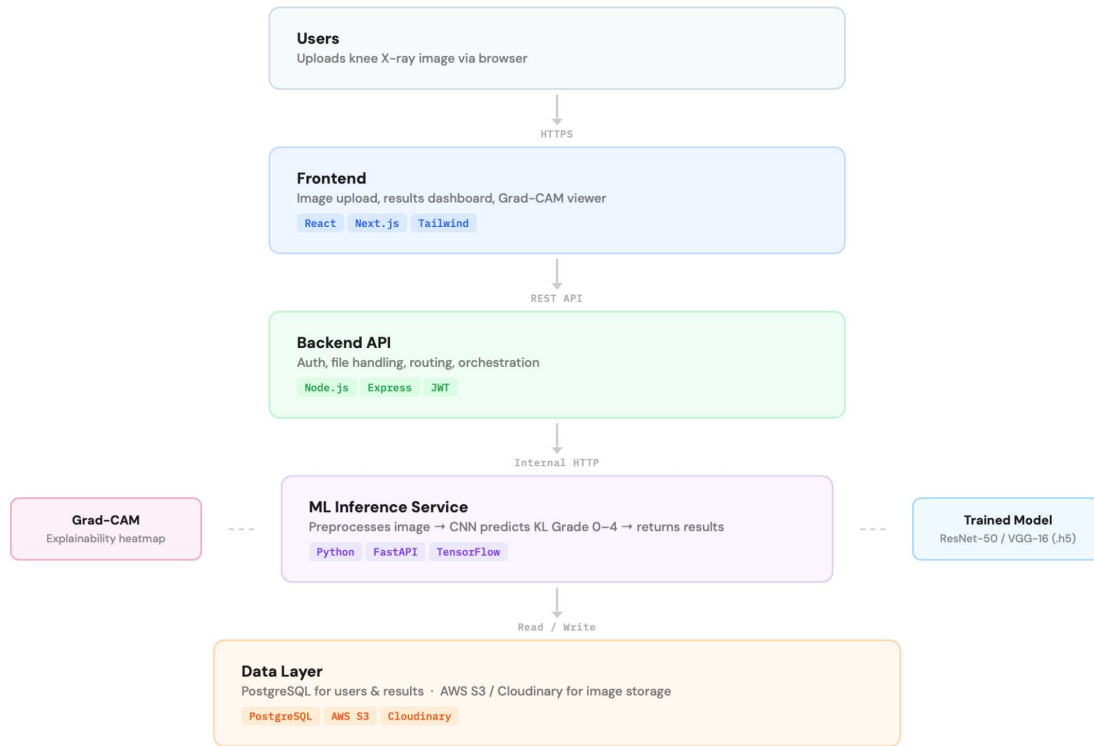 Users
Uploads knee X-ray image via browser
HTTPS
Frontend
Image upload, results dashboard, Grad-CAM viewer
React Next.js Tailwind
REST API
Backend API
Auth, file handling, routing, orchestration
Node.js Express JWT
Internal HTTP
Grad-CAM
Explainability heatmap
ML Inference Service
Preprocesses image → CNN predicts KL Grade 0–4 → returns results
Python FastAPI TensorFlow
Trained Model
ResNet-50 / VGG-16 (.h5)
Read / Write
Data Layer
PostgreSQL for users & results · AWS S3 / Cloudinary for image storage
PostgreSQL AWS S3 Cloudinary